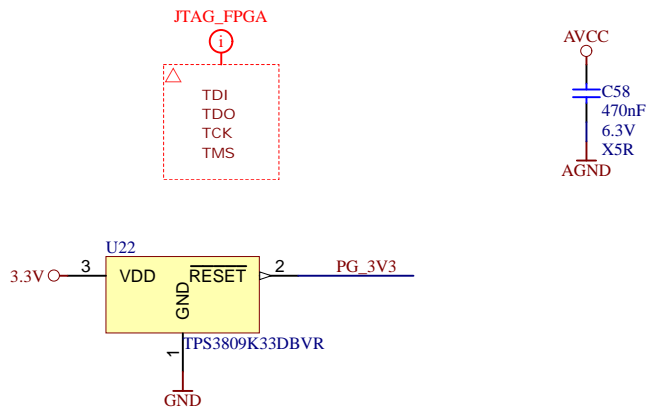 JTAG_FPGA
i
TDI
TDO
TCK
TMS
AVCC
C58
470nF
6.3V
X5R
AGND
U22
3.3V
3
VDD
RESET
2
PG_3V3
GND
1
TPS3809K33DBVR
GND